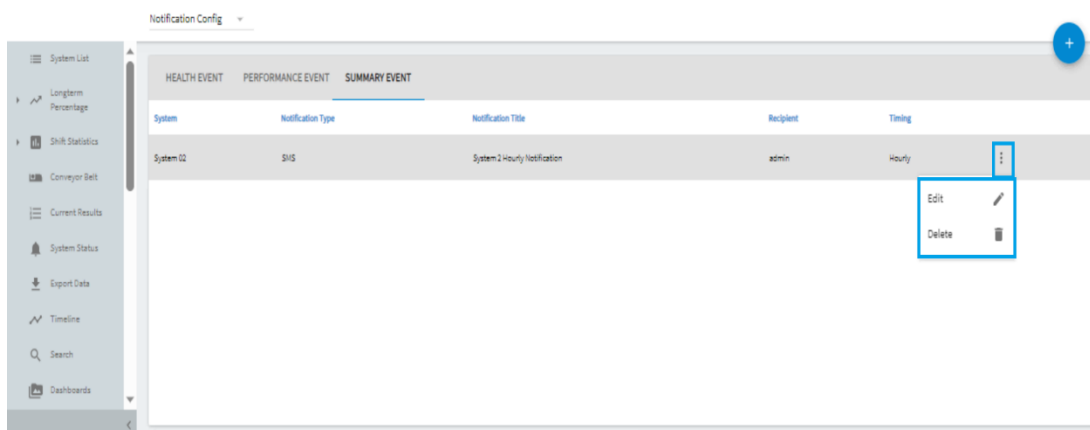 Notification Config
System List
Longterm
Percentage
Shift Statistics
Conveyor Belt
Current Results
System Status
Export Data
Timeline
Search
Dashboards
HEALTH EVENT PERFORMANCE EVENT SUMMARY EVENT
System Notification Type Notification Title Recipient Timing
System 02 SMS System 2 Hourly Notification admin Hourly
Edit
Delete